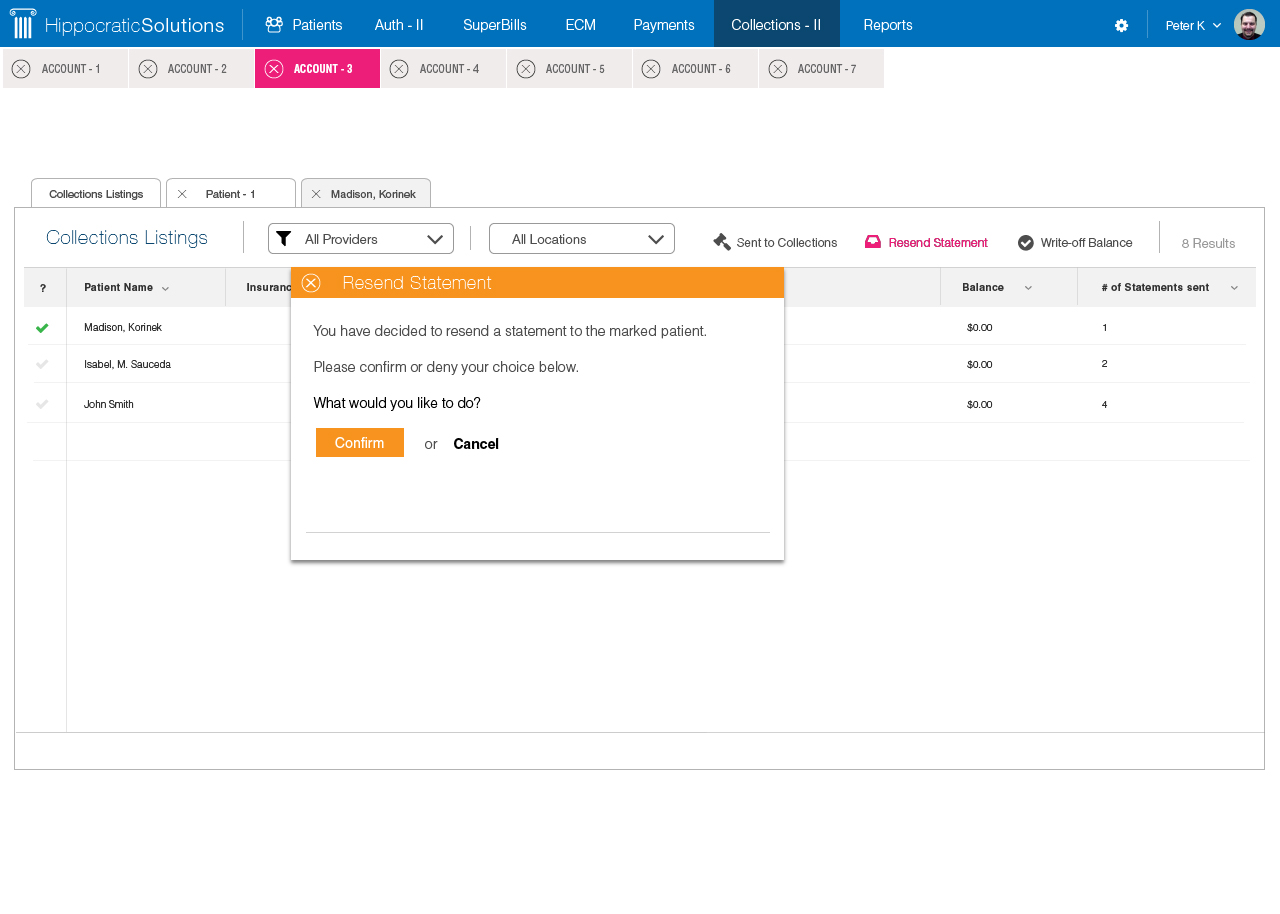 HippocraticSolutions Patients Auth - II SuperBills ECM Payments Collections - II Reports Peter K
ACCOUNT - 1 ACCOUNT - 2 ACCOUNT - 3 ACCOUNT - 4 ACCOUNT - 5 ACCOUNT - 6 ACCOUNT - 7
Collections Listings Patient - 1 Madison, Korinek
Collections Listings All Providers All Locations Sent to Collections Resend Statement Write-off Balance 8 Results
? Patient Name Insuranc Balance # of Statements sent
Resend Statement
Madison, Korinek $0.00 1
You have decided to resend a statement to the marked patient.
Isabel, M. Sauceda $0.00 2
Please confirm or deny your choice below.
John Smith $0.00 4
What would you like to do?
Confirm or Cancel